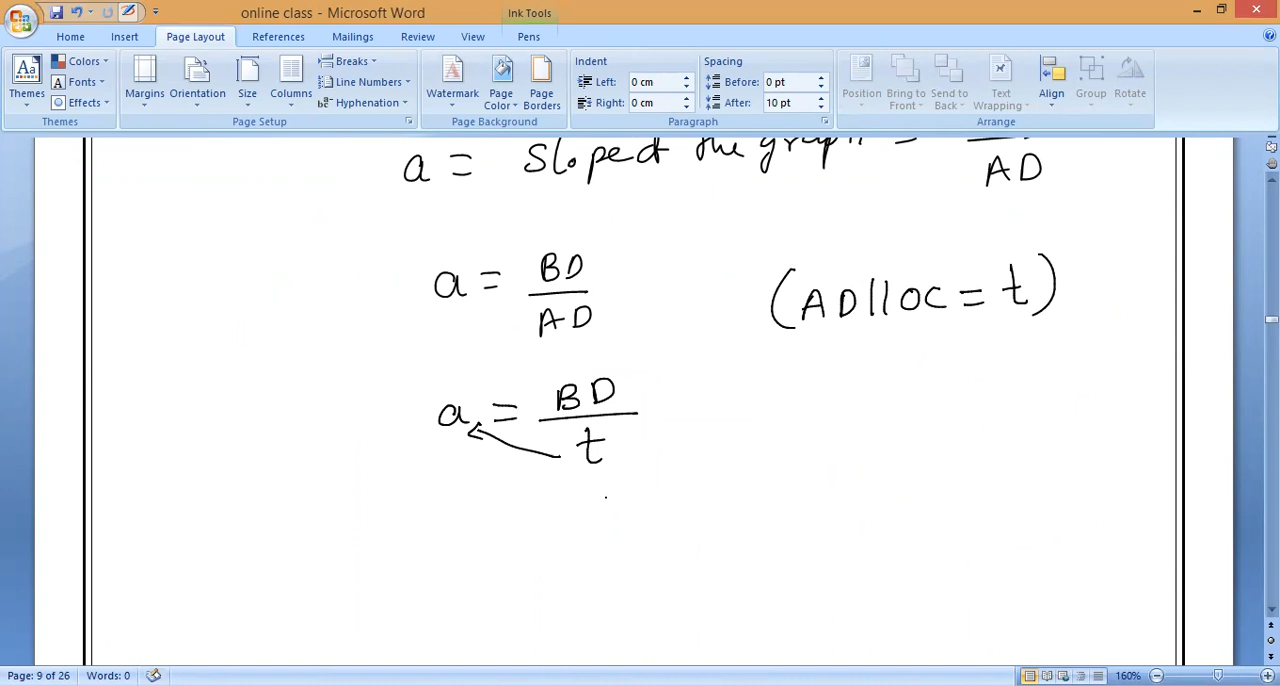 online class - Microsoft Word
Ink Tools
Home Insert Page Layout References Mailings Review View Pens
Themes
Colors
Fonts
Effects
Margins Orientation Size Columns
Breaks
Line Numbers
Hyphenation
Watermark Page Color Page Borders
Indent Spacing
Left: 0 cm Before: 0 pt
Right: 0 cm After: 10 pt
Position Bring to Front Send to Back Text Wrapping Align Group Rotate
Themes Page Setup Page Background Paragraph Arrange
a = Slope of the graph =
AD
a = BD
AD
(AD || OC = t)
a = BD
t
Page: 9 of 26 Words: 0 160%